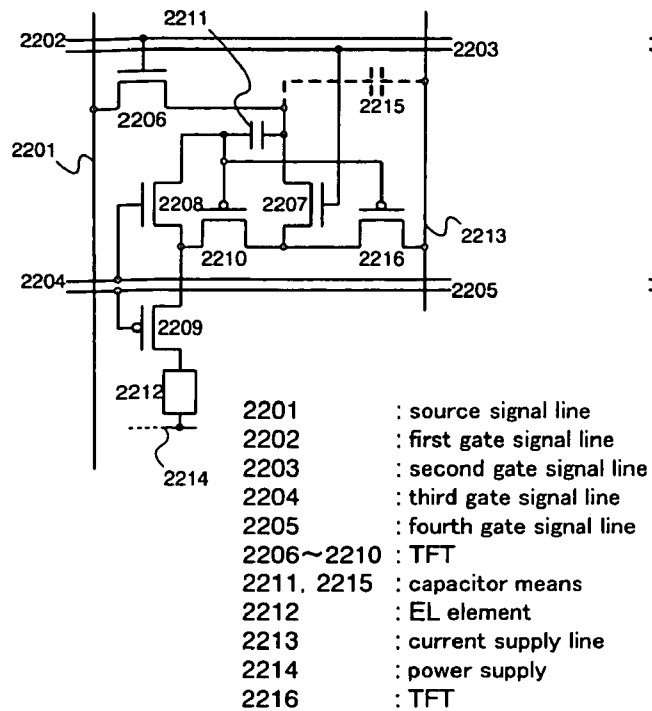 2211
2202
2203
2206
2215
2201
2208
2207
2210
2216
2213
2204
2205
2209
2212
2214
2201 : source signal line
2202 : first gate signal line
2203 : second gate signal line
2204 : third gate signal line
2205 : fourth gate signal line
2206~2210 : TFT
2211, 2215 : capacitor means
2212 : EL element
2213 : current supply line
2214 : power supply
2216 : TFT